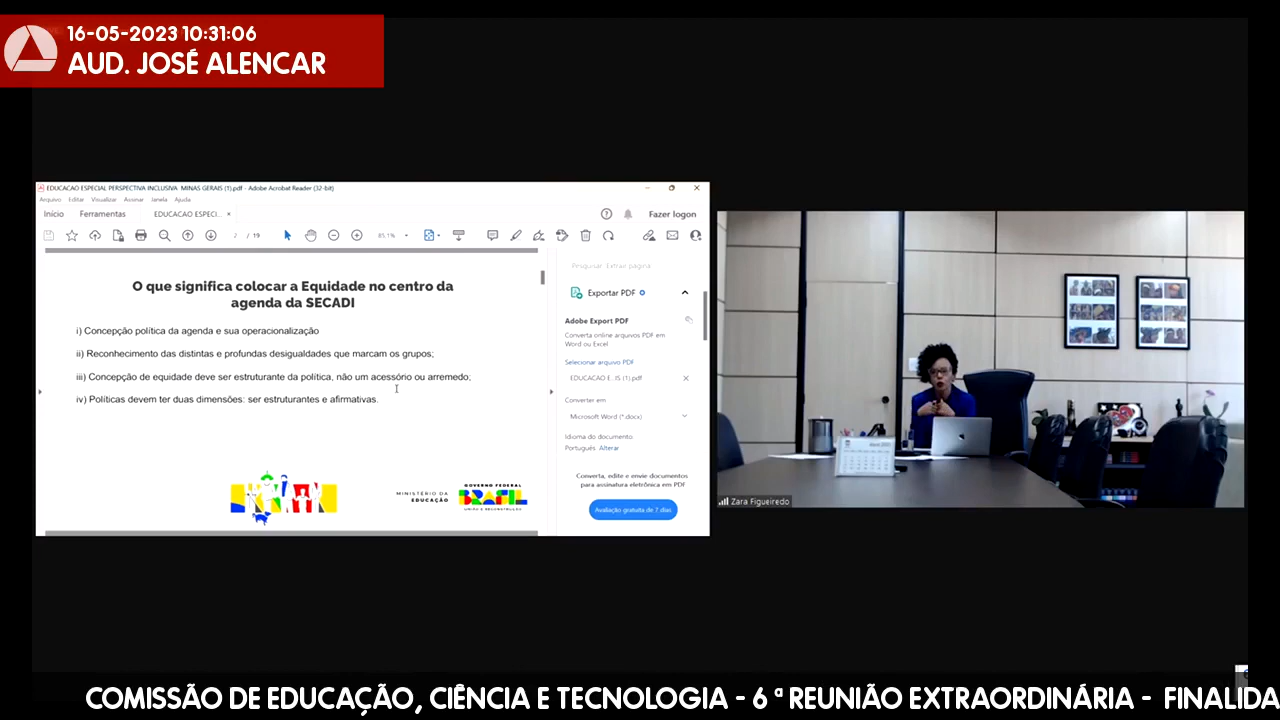 16-05-2023 10:31:06
AUD. JOSÉ ALENCAR
EDUCACAO ESPECIAL PERSPECTIVA INCLUSIVA MINAS GERAIS (1).pdf - Adobe Acrobat Reader (32-bit)
Arquivo Editar Visualizar Assinar Janela Ajuda
Início Ferramentas EDUCACAO ESPECI... × Fazer logon
2 / 19 85,1%
O que significa colocar a Equidade no centro da
agenda da SECADI
i) Concepção política da agenda e sua operacionalização
ii) Reconhecimento das distintas e profundas desigualdades que marcam os grupos;
iii) Concepção de equidade deve ser estruturante da política, não um acessório ou arremedo;
iv) Políticas devem ter duas dimensões: ser estruturantes e afirmativas.
MINISTÉRIO DA
EDUCAÇÃO
GOVERNO FEDERAL
BRASIL
UNIÃO E RECONSTRUÇÃO
Exportar PDF
Adobe Export PDF
Converta online arquivos PDF em
Word ou Excel
Selecionar arquivo PDF
EDUCACAO E...IS (1).pdf ×
Converter em
Microsoft Word (*.docx)
Idioma do documento:
Português Alterar
Converta, edite e envie documentos
para assinatura eletrônica em PDF
Avaliação gratuita de 7 dias
Zara Figueiredo
COMISSÃO DE EDUCAÇÃO, CIÊNCIA E TECNOLOGIA - 6 ª REUNIÃO EXTRAORDINÁRIA - FINALIDA